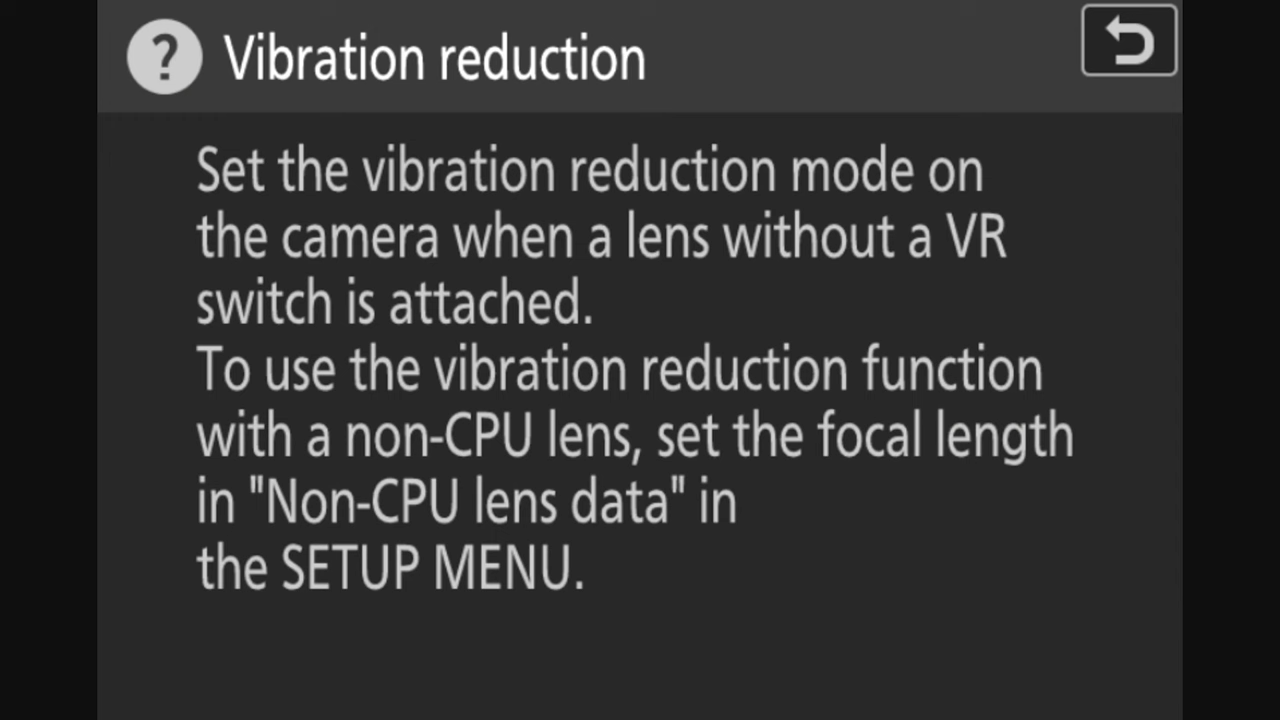 ? Vibration reduction
Set the vibration reduction mode on
the camera when a lens without a VR
switch is attached.
To use the vibration reduction function
with a non-CPU lens, set the focal length
in "Non-CPU lens data" in
the SETUP MENU.